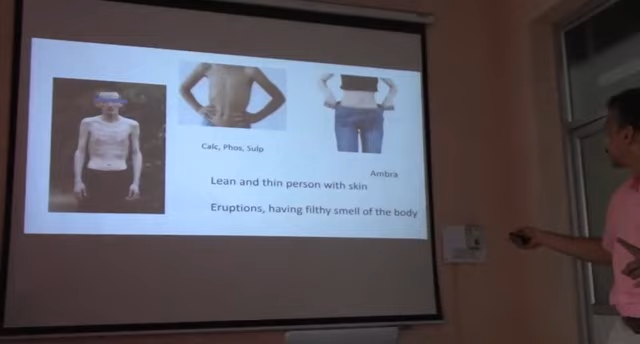 Calc, Phos, Sulp
Ambra
Lean and thin person with skin
Eruptions, having filthy smell of the body